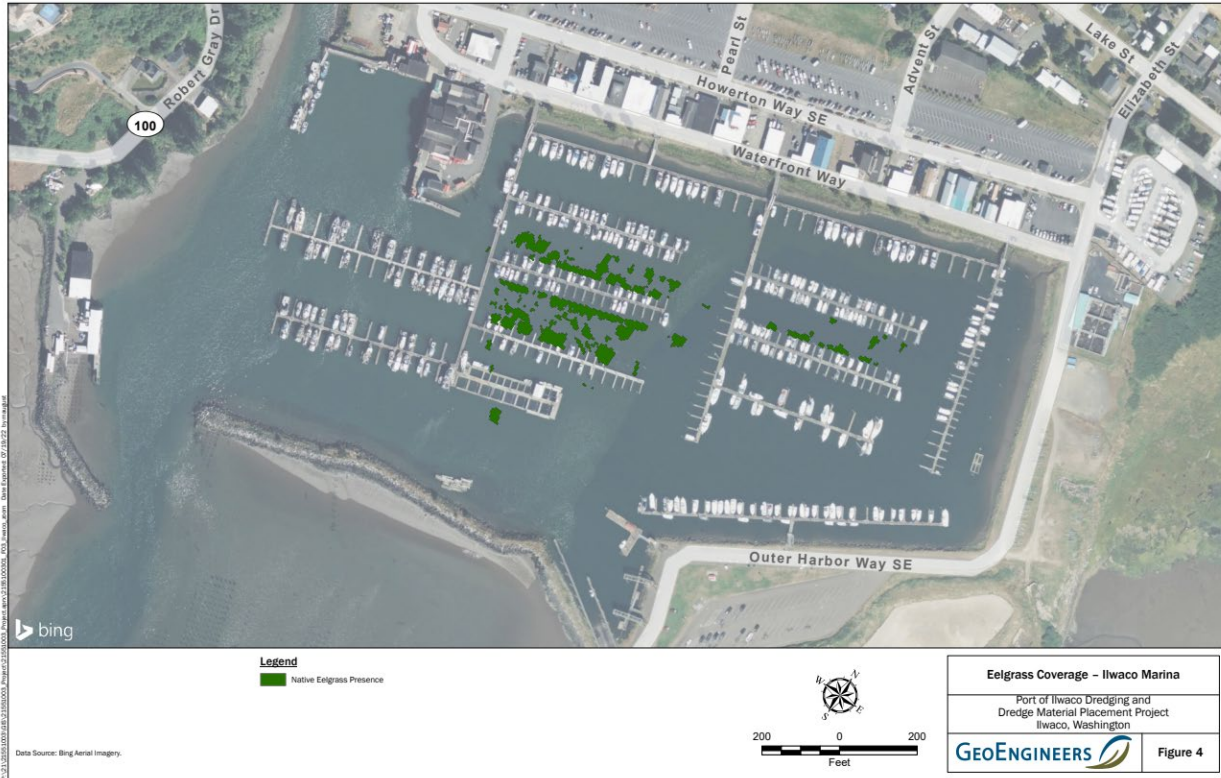 Robert Gray Dr
100
Pearl St
Advent St
Lake St
Elizabeth St
Howerton Way SE
Waterfront Way
Outer Harbor Way SE
bing
Legend
Native Eelgrass Presence
Data Source: Bing Aerial Imagery.
N
W
E
S
200 0 200
Feet
Eelgrass Coverage – Ilwaco Marina
Port of Ilwaco Dredging and
Dredge Material Placement Project
Ilwaco, Washington
GEOENGINEERS
Figure 4